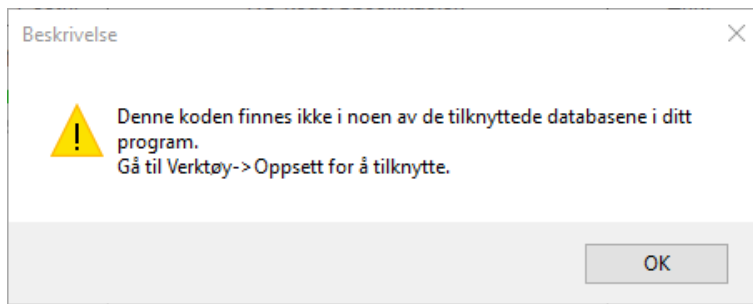 Beskrivelse
Denne koden finnes ikke i noen av de tilknyttede databasene i ditt
program.
Gå til Verktøy->Oppsett for å tilknytte.
OK